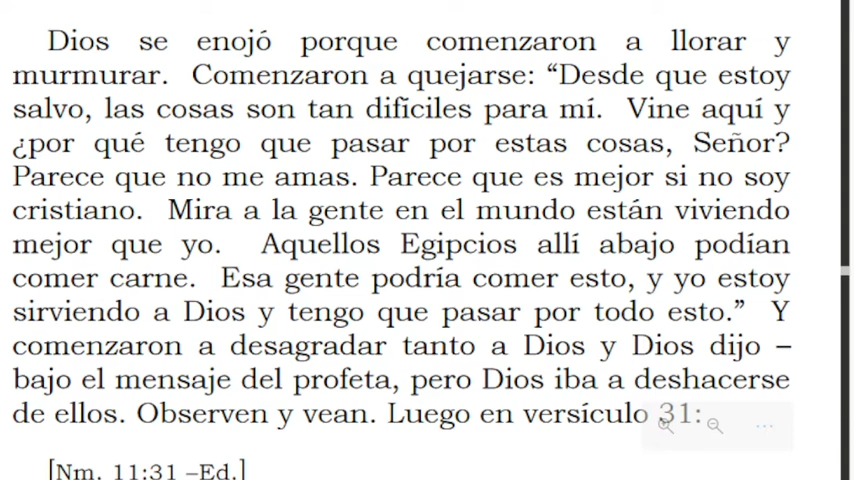 Dios se enojó porque comenzaron a llorar y
murmurar. Comenzaron a quejarse: “Desde que estoy
salvo, las cosas son tan difíciles para mí. Vine aquí y
¿por qué tengo que pasar por estas cosas, Señor?
Parece que no me amas. Parece que es mejor si no soy
cristiano. Mira a la gente en el mundo están viviendo
mejor que yo. Aquellos Egipcios allí abajo podían
comer carne. Esa gente podría comer esto, y yo estoy
sirviendo a Dios y tengo que pasar por todo esto.” Y
comenzaron a desagradar tanto a Dios y Dios dijo –
bajo el mensaje del profeta, pero Dios iba a deshacerse
de ellos. Observen y vean. Luego en versículo 31:
[Nm. 11:31 –Ed.]